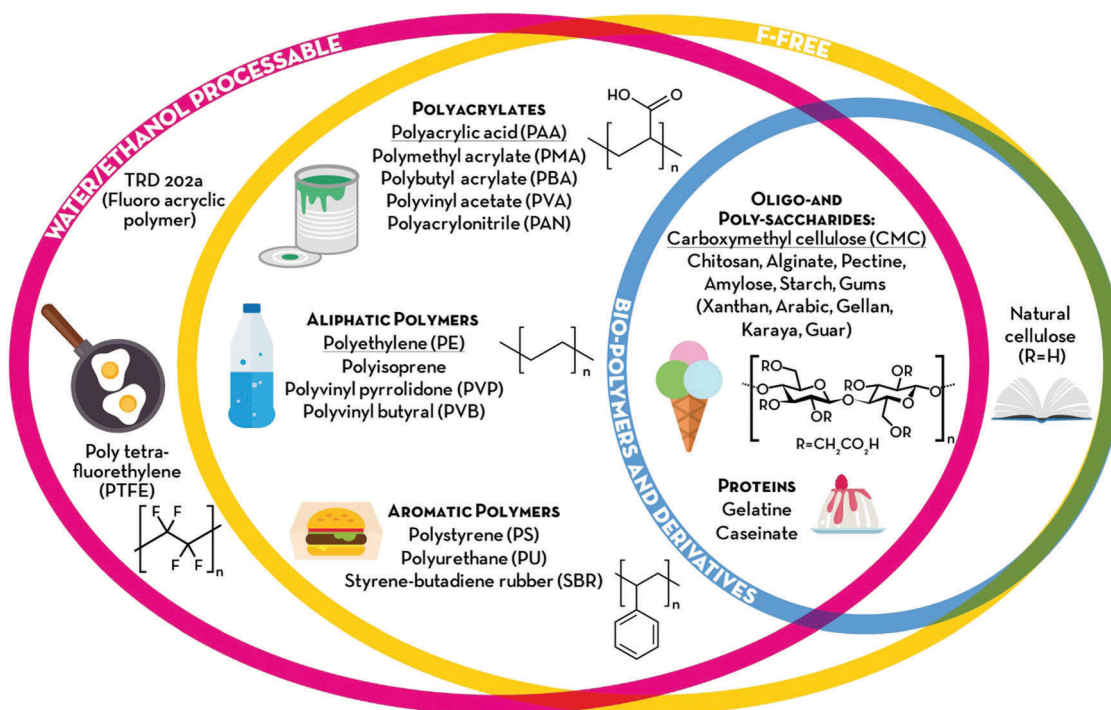 WATER/ETHANOL PROCESSABLE
F-FREE
BIO-POLYMERS AND DERIVATIVES
TRD 202a
(Fluoro acryclic
polymer)
Poly tetra-
fluorethylene
(PTFE)
F F
F F
n
POLYACRYLATES
Polyacrylic acid (PAA)
Polymethyl acrylate (PMA)
Polybutyl acrylate (PBA)
Polyvinyl acetate (PVA)
Polyacrylonitrile (PAN)
HO O
n
ALIPHATIC POLYMERS
Polyethylene (PE)
Polyisoprene
Polyvinyl pyrrolidone (PVP)
Polyvinyl butyral (PVB)
n
AROMATIC POLYMERS
Polystyrene (PS)
Polyurethane (PU)
Styrene-butadiene rubber (SBR)
n
OLIGO-AND
POLY-SACCHARIDES:
Carboxymethyl cellulose (CMC)
Chitosan, Alginate, Pectine,
Amylose, Starch, Gums
(Xanthan, Arabic, Gellan,
Karaya, Guar)
RO OR
O O RO O O
RO OR O
OR
n
R=CH₂CO₂H
PROTEINS
Gelatine
Caseinate
Natural
cellulose
(R=H)